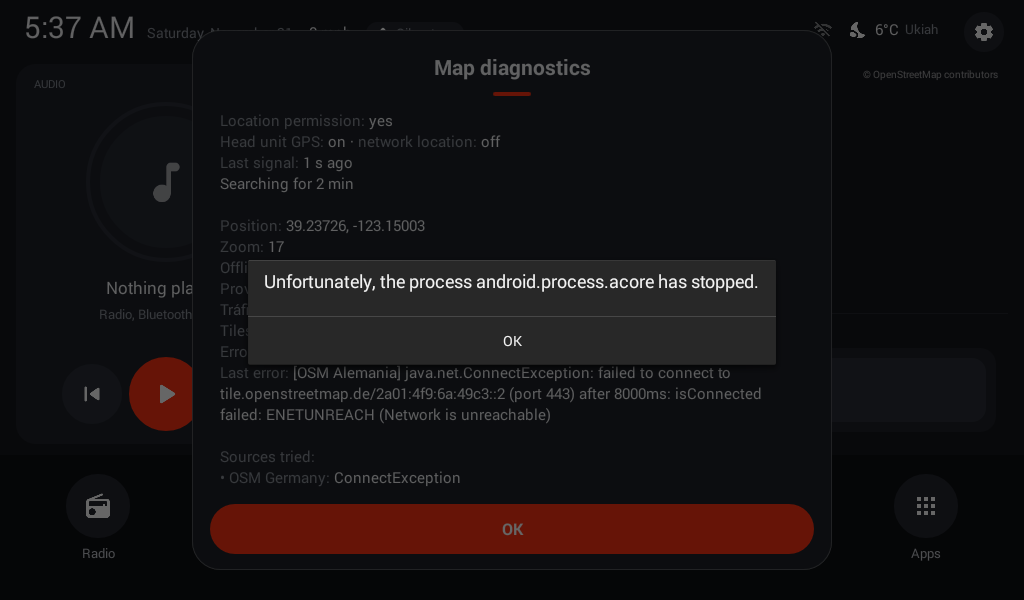 5:37 AM
Saturday,
6°C Ukiah
© OpenStreetMap contributors
AUDIO
Map diagnostics
Location permission: yes
Head unit GPS: on · network location: off
Last signal: 1 s ago
Searching for 2 min
Position: 39.23726, -123.15003
Zoom: 17
Unfortunately, the process android.process.acore has stopped.
OK
Nothing
Radio, Bluetooth
Last error: [OSM Alemania] java.net.ConnectException: failed to connect to
tile.openstreetmap.de/2a01:4f9:6a:49c3::2 (port 443) after 8000ms: isConnected
failed: ENETUNREACH (Network is unreachable)
Sources tried:
• OSM Germany: ConnectException
OK
Radio
Apps